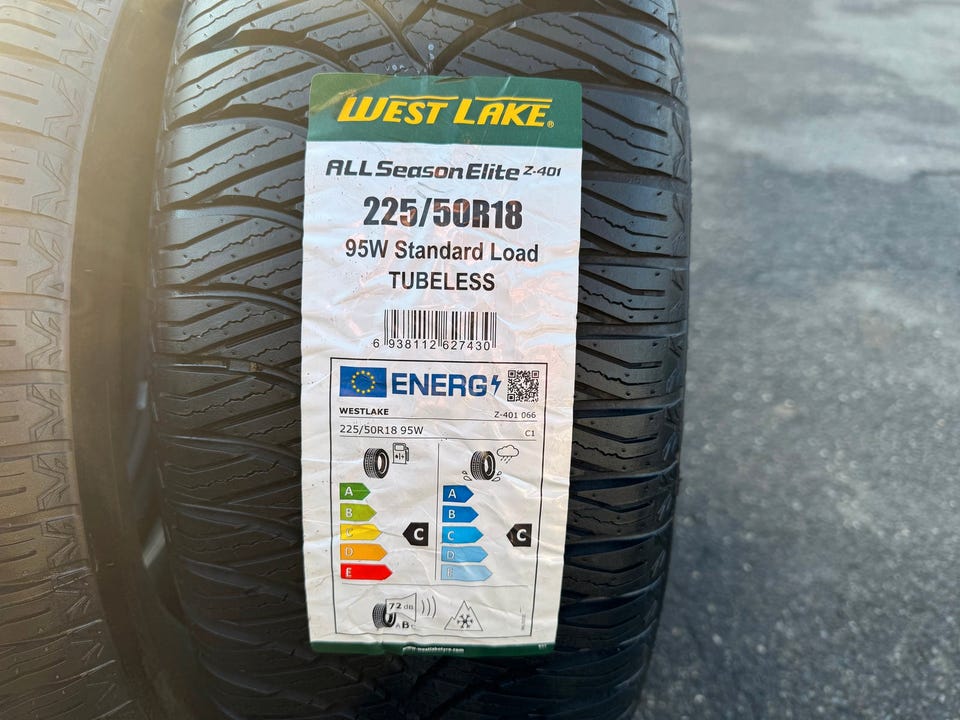 WEST LAKE®
ALL Season Elite Z-401
225/50R18
95W Standard Load
TUBELESS
6 938112 627430
ENERG
WESTLAKE Z-401 066
225/50R18 95W C1
A A
B B
C C C C
D D
E E
72 dB
ABC